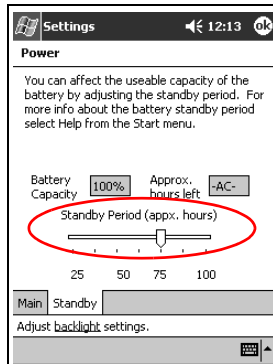 Settings 12:13 ok
Power
You can affect the useable capacity of the
battery by adjusting the standby period. For
more info about the battery standby period
select Help from the Start menu.
Battery Capacity 100% Approx. hours left -AC-
Standby Period (appx. hours)
25 50 75 100
Main Standby
Adjust backlight settings.